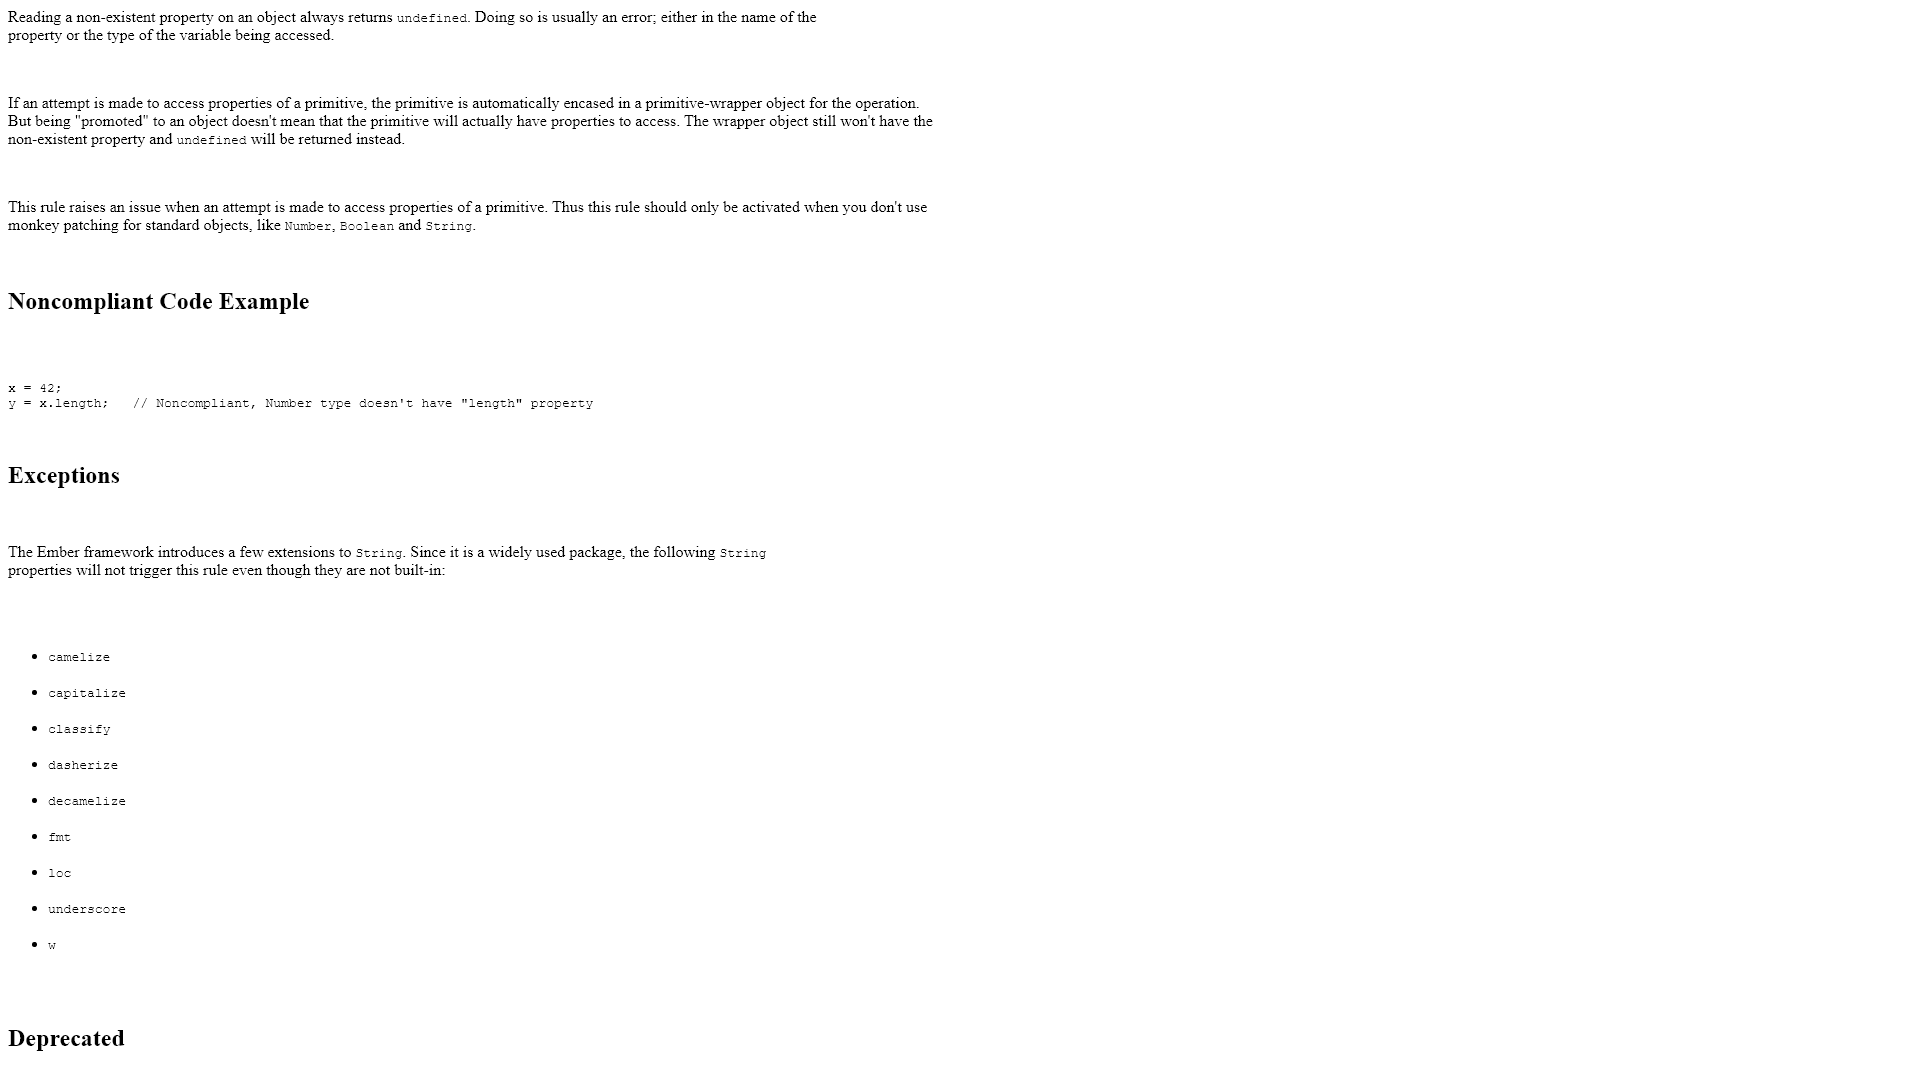 Reading a non-existent property on an object always returns undefined. Doing so is usually an error; either in the name of the
property or the type of the variable being accessed.
If an attempt is made to access properties of a primitive, the primitive is automatically encased in a primitive-wrapper object for the operation.
But being "promoted" to an object doesn't mean that the primitive will actually have properties to access. The wrapper object still won't have the
non-existent property and undefined will be returned instead.
This rule raises an issue when an attempt is made to access properties of a primitive. Thus this rule should only be activated when you don't use
monkey patching for standard objects, like Number, Boolean and String.
Noncompliant Code Example
x = 42;
y = x.length;   // Noncompliant, Number type doesn't have "length" property
Exceptions
The Ember framework introduces a few extensions to String. Since it is a widely used package, the following String
properties will not trigger this rule even though they are not built-in:
• camelize
• capitalize
• classify
• dasherize
• decamelize
• fmt
• loc
• underscore
• w
Deprecated